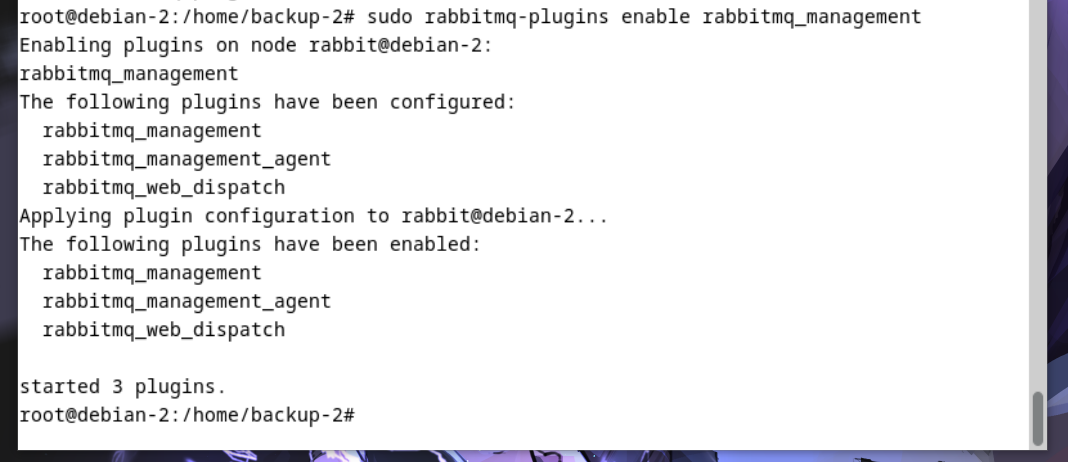 root@debian-2:/home/backup-2# sudo rabbitmq-plugins enable rabbitmq_management
Enabling plugins on node rabbit@debian-2:
rabbitmq_management
The following plugins have been configured:
  rabbitmq_management
  rabbitmq_management_agent
  rabbitmq_web_dispatch
Applying plugin configuration to rabbit@debian-2...
The following plugins have been enabled:
  rabbitmq_management
  rabbitmq_management_agent
  rabbitmq_web_dispatch

started 3 plugins.
root@debian-2:/home/backup-2#